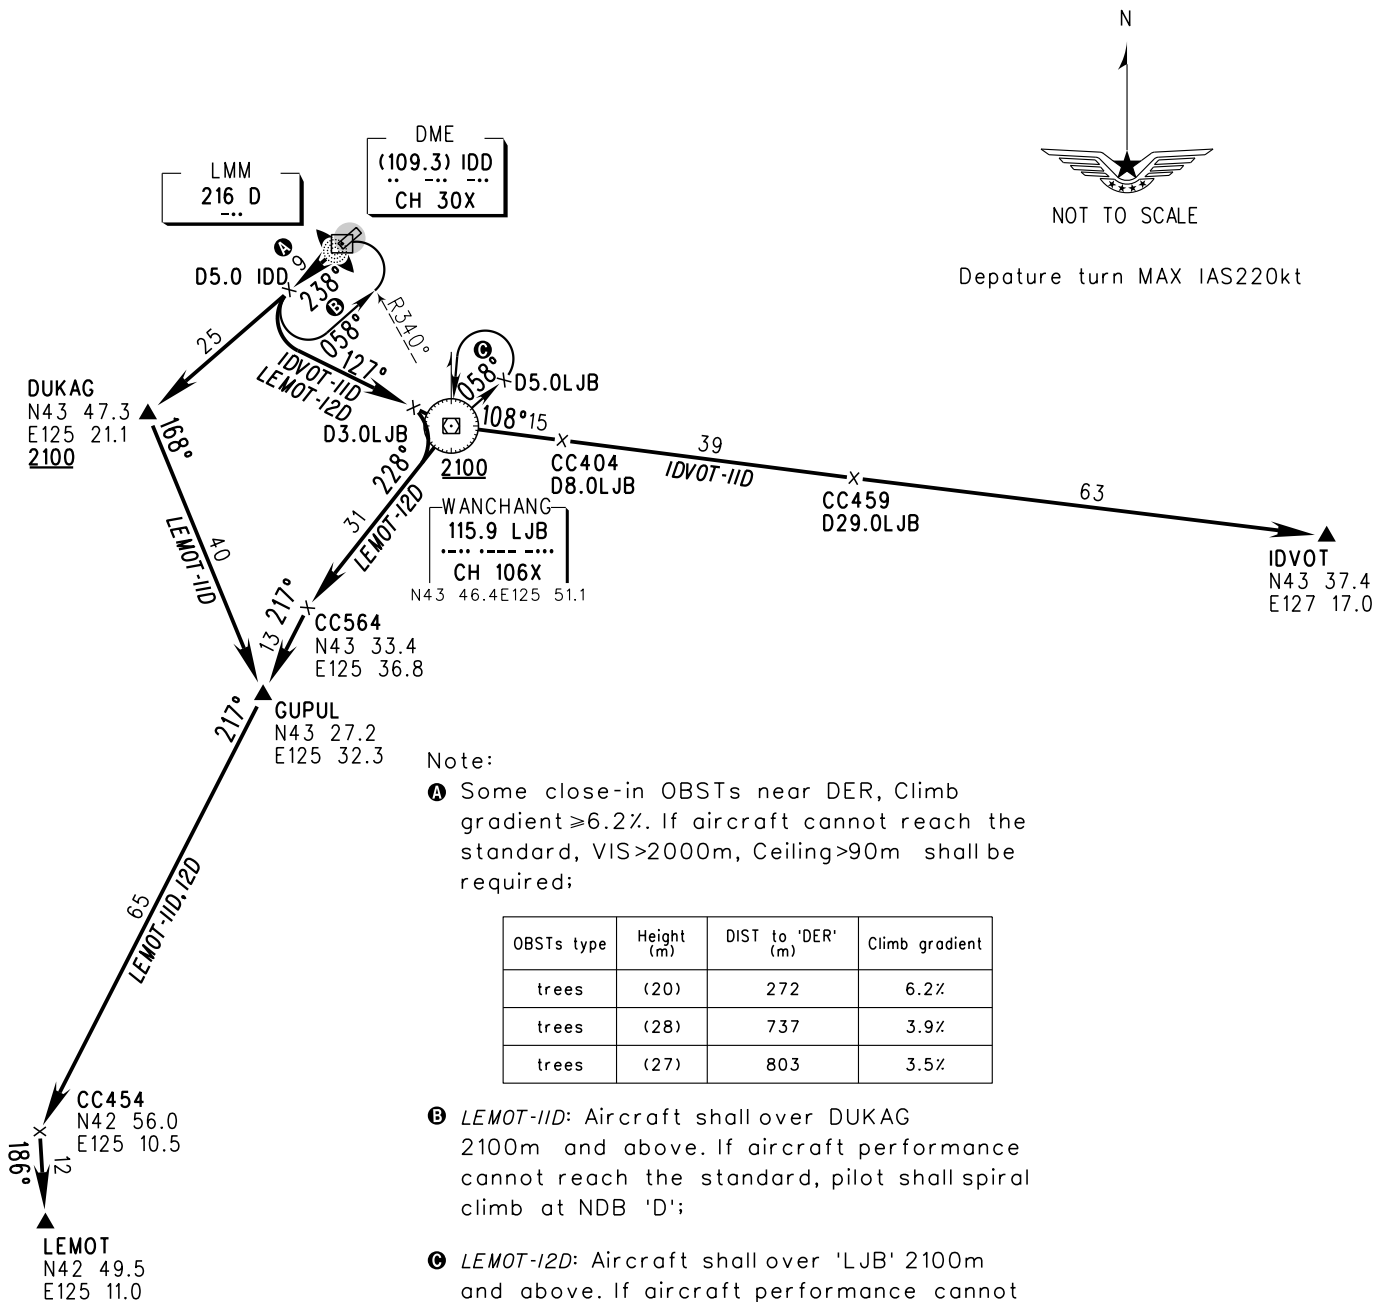 N
NOT TO SCALE
Depature turn MAX IAS220kt
DME
(109.3) IDD
·· -·· -··
CH 30X
LMM
216 D
-··
A
9
D5.0 IDD
238°
B
058°
R340°
25
127°
IDVOT-11D
LEMOT-12D
C
058°
D5.0LJB
DUKAG
N43 47.3
E125 21.1
2100
168°
D3.0LJB
108°
15
39
2100
CC404
D8.0LJB
IDVOT-11D
63
CC459
D29.0LJB
228°
31
LEMOT-12D
WANCHANG
115.9 LJB
·-·· ·--- -···
CH 106X
N43 46.4E125 51.1
IDVOT
N43 37.4
E127 17.0
40
LEMOT-11D
217°
13
CC564
N43 33.4
E125 36.8
217°
GUPUL
N43 27.2
E125 32.3
65
LEMOT-11D,12D
CC454
N42 56.0
E125 10.5
186°
12
LEMOT
N42 49.5
E125 11.0
Note:
A Some close-in OBSTs near DER, Climb
gradient≥6.2%. If aircraft cannot reach the
standard, VIS>2000m, Ceiling>90m shall be
required;
OBSTs type Height (m) DIST to 'DER' (m) Climb gradient
trees (20) 272 6.2%
trees (28) 737 3.9%
trees (27) 803 3.5%
B LEMOT-11D: Aircraft shall over DUKAG
2100m and above. If aircraft performance
cannot reach the standard, pilot shall spiral
climb at NDB 'D';
C LEMOT-12D: Aircraft shall over 'LJB' 2100m
and above. If aircraft performance cannot